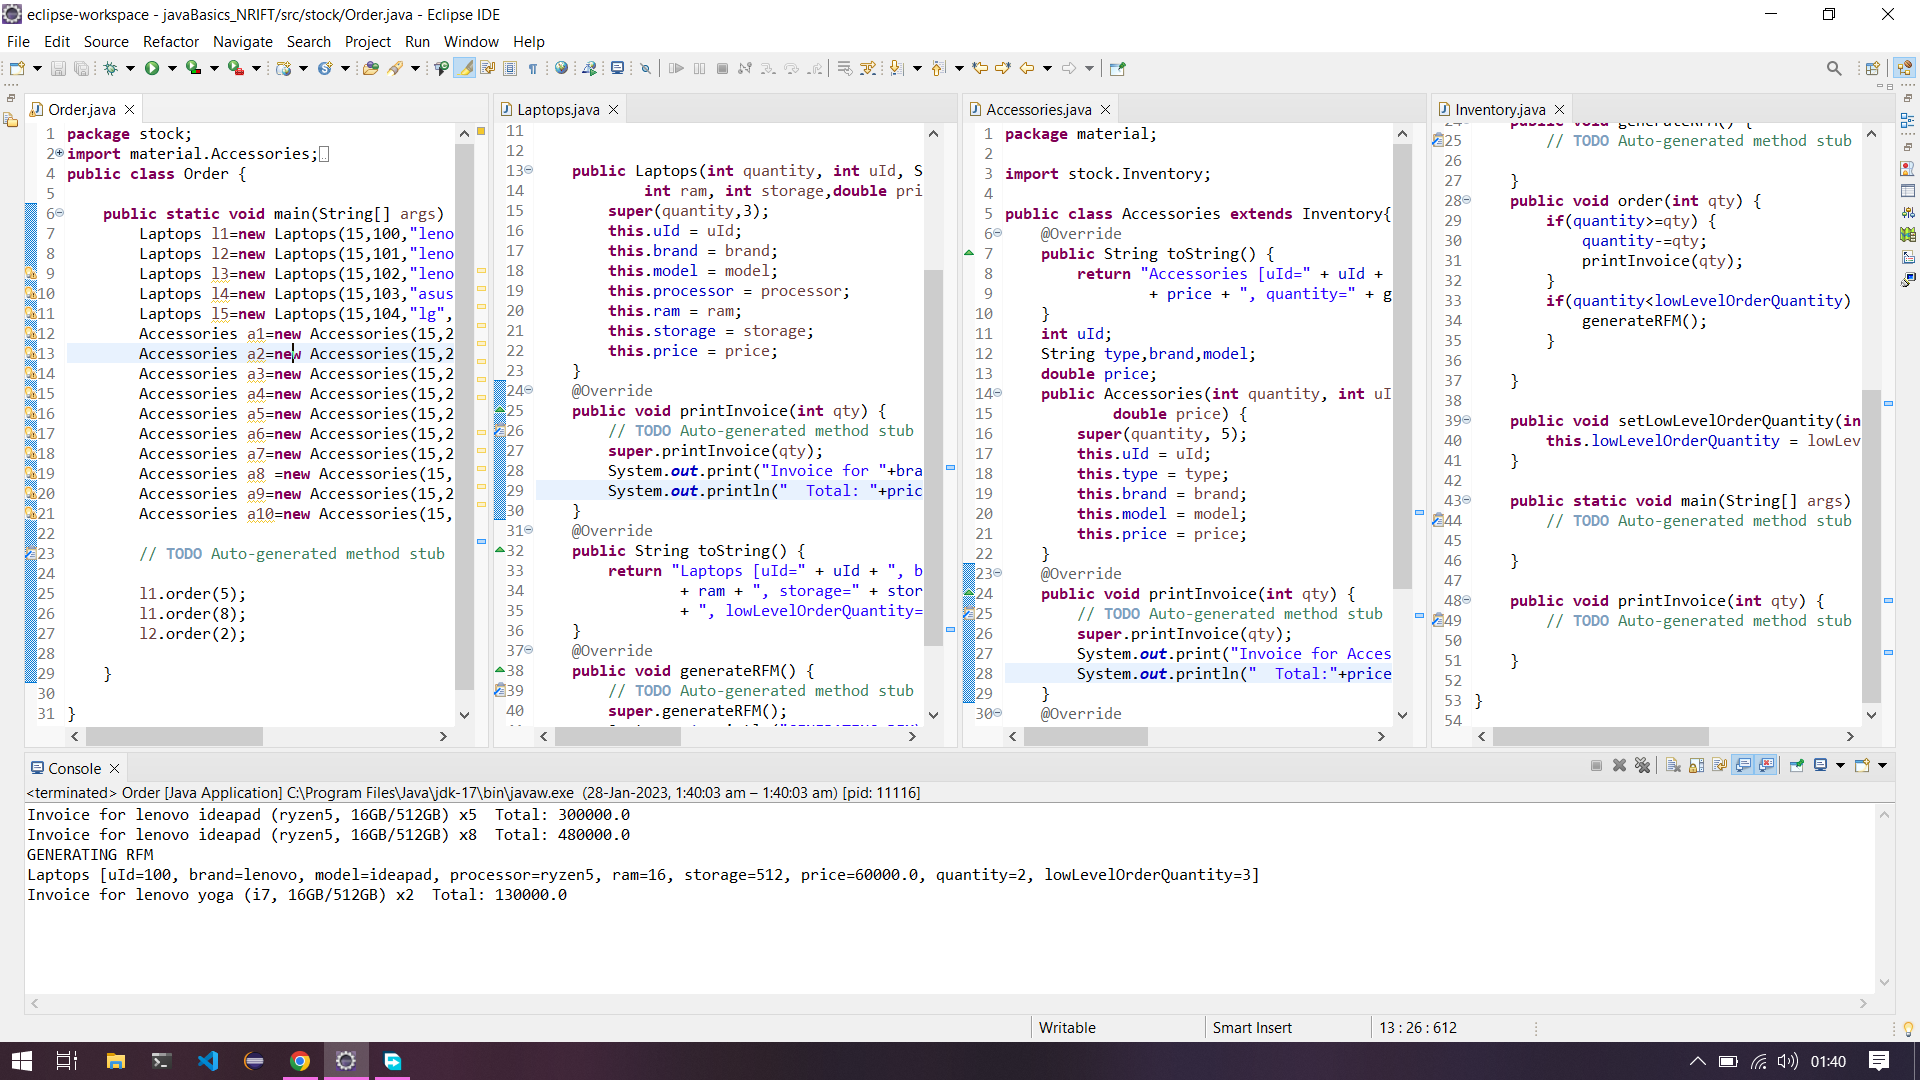 eclipse-workspace - javaBasics_NRIFT/src/stock/Order.java - Eclipse IDE
File Edit Source Refactor Navigate Search Project Run Window Help
Order.java
1 package stock;
2 import material.Accessories;
4 public class Order {
5
6 public static void main(String[] args)
7 Laptops l1=new Laptops(15,100,"leno
8 Laptops l2=new Laptops(15,101,"leno
9 Laptops l3=new Laptops(15,102,"leno
10 Laptops l4=new Laptops(15,103,"asus
11 Laptops l5=new Laptops(15,104,"lg",
12 Accessories a1=new Accessories(15,2
13 Accessories a2=new Accessories(15,2
14 Accessories a3=new Accessories(15,2
15 Accessories a4=new Accessories(15,2
16 Accessories a5=new Accessories(15,2
17 Accessories a6=new Accessories(15,2
18 Accessories a7=new Accessories(15,2
19 Accessories a8 =new Accessories(15,
20 Accessories a9=new Accessories(15,2
21 Accessories a10=new Accessories(15,
22
23 // TODO Auto-generated method stub
24
25 l1.order(5);
26 l1.order(8);
27 l2.order(2);
28
29 }
30
31 }
Laptops.java
11
12
13 public Laptops(int quantity, int uId, S
14 int ram, int storage,double pri
15 super(quantity,3);
16 this.uId = uId;
17 this.brand = brand;
18 this.model = model;
19 this.processor = processor;
20 this.ram = ram;
21 this.storage = storage;
22 this.price = price;
23 }
24 @Override
25 public void printInvoice(int qty) {
26 // TODO Auto-generated method stub
27 super.printInvoice(qty);
28 System.out.print("Invoice for "+bra
29 System.out.println("  Total: "+pric
30 }
31 @Override
32 public String toString() {
33 return "Laptops [uId=" + uId + ", b
34 + ram + ", storage=" + stor
35 + ", lowLevelOrderQuantity=
36 }
37 @Override
38 public void generateRFM() {
39 // TODO Auto-generated method stub
40 super.generateRFM();
Accessories.java
1 package material;
2
3 import stock.Inventory;
4
5 public class Accessories extends Inventory{
6 @Override
7 public String toString() {
8 return "Accessories [uId=" + uId +
9 + price + ", quantity=" + g
10 }
11 int uId;
12 String type,brand,model;
13 double price;
14 public Accessories(int quantity, int uI
15 double price) {
16 super(quantity, 5);
17 this.uId = uId;
18 this.type = type;
19 this.brand = brand;
20 this.model = model;
21 this.price = price;
22 }
23 @Override
24 public void printInvoice(int qty) {
25 // TODO Auto-generated method stub
26 super.printInvoice(qty);
27 System.out.print("Invoice for Acces
28 System.out.println("  Total:"+price
29 }
30 @Override
Inventory.java
24 public void generateRFM() {
25 // TODO Auto-generated method stub
26
27 }
28 public void order(int qty) {
29 if(quantity>=qty) {
30 quantity-=qty;
31 printInvoice(qty);
32 }
33 if(quantity<lowLevelOrderQuantity)
34 generateRFM();
35 }
36
37 }
38
39 public void setLowLevelOrderQuantity(in
40 this.lowLevelOrderQuantity = lowLev
41 }
42
43 public static void main(String[] args)
44 // TODO Auto-generated method stub
45
46 }
47
48 public void printInvoice(int qty) {
49 // TODO Auto-generated method stub
50
51 }
52
53 }
54
Console
<terminated> Order [Java Application] C:\Program Files\Java\jdk-17\bin\javaw.exe (28-Jan-2023, 1:40:03 am – 1:40:03 am) [pid: 11116]
Invoice for lenovo ideapad (ryzen5, 16GB/512GB) x5  Total: 300000.0
Invoice for lenovo ideapad (ryzen5, 16GB/512GB) x8  Total: 480000.0
GENERATING RFM
Laptops [uId=100, brand=lenovo, model=ideapad, processor=ryzen5, ram=16, storage=512, price=60000.0, quantity=2, lowLevelOrderQuantity=3]
Invoice for lenovo yoga (i7, 16GB/512GB) x2  Total: 130000.0
Writable Smart Insert 13 : 26 : 612
01:40